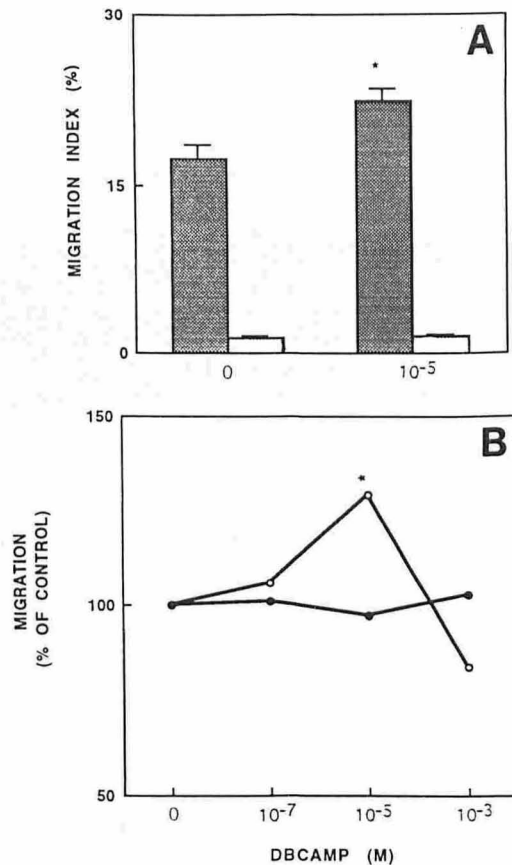 30
A
*
MIGRATION INDEX (%)
15
0
0 10-5
150
B
*
MIGRATION
(% OF CONTROL)
100
50
0 10-7 10-5 10-3
DBCAMP (M)